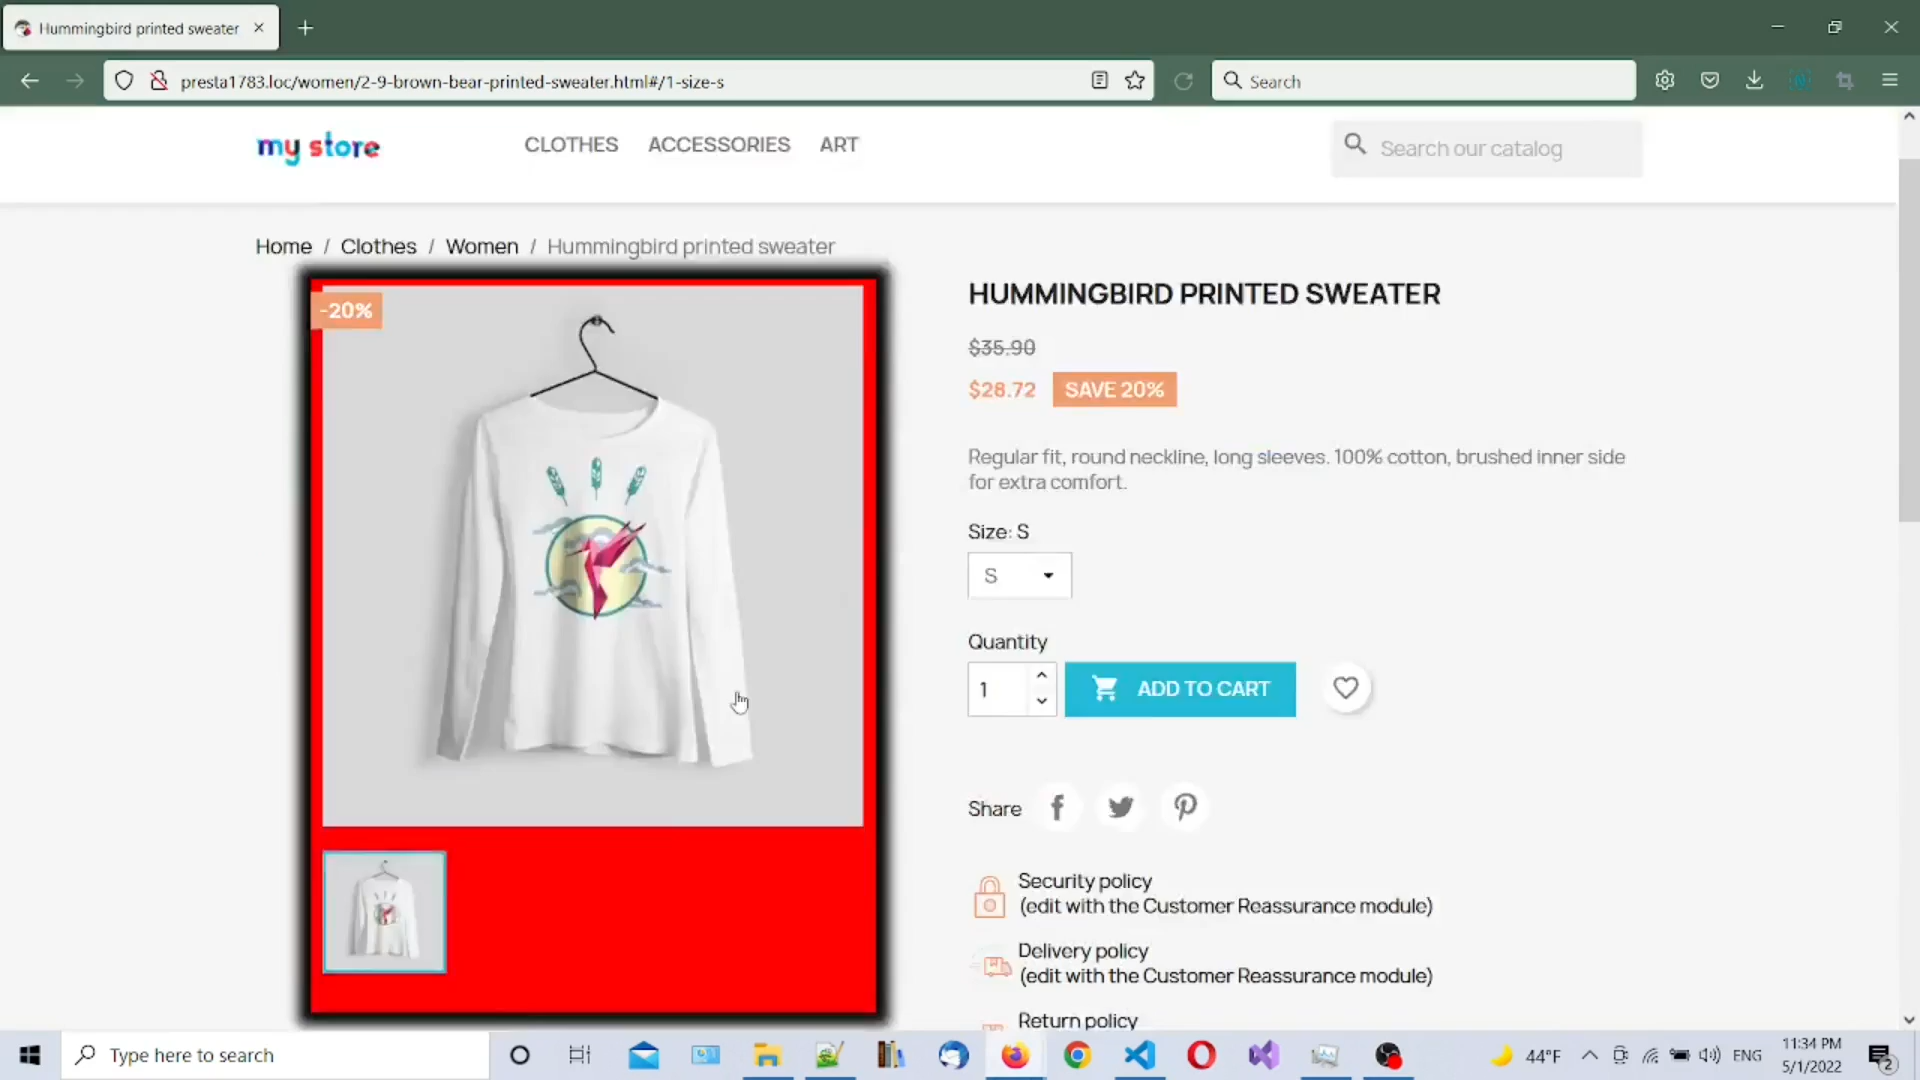 Hummingbird printed sweater
presta1783.loc/women/2-9-brown-bear-printed-sweater.html#/1-size-s
Search
my store
CLOTHES
ACCESSORIES
ART
Search our catalog
Home / Clothes / Women / Hummingbird printed sweater
-20%
HUMMINGBIRD PRINTED SWEATER
$35.90
$28.72
SAVE 20%
Regular fit, round neckline, long sleeves. 100% cotton, brushed inner side
for extra comfort.
Size: S
S
Quantity
1
ADD TO CART
Share
Security policy
(edit with the Customer Reassurance module)
Delivery policy
(edit with the Customer Reassurance module)
Return policy
Type here to search
44°F
ENG
11:34 PM
5/1/2022
2